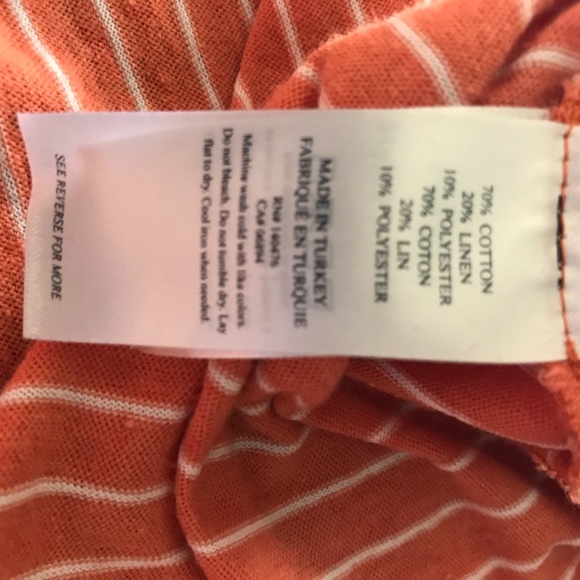 70% COTTON
20% LINEN
10% POLYESTER
70% COTON
20% LIN
10% POLYESTER
MADE IN TURKEY
FABRIQUÉ EN TURQUIE
Machine wash cold with like colors.
Do not bleach. Do not tumble dry. Lay
flat to dry. Cool iron when needed.
SEE REVERSE FOR MORE